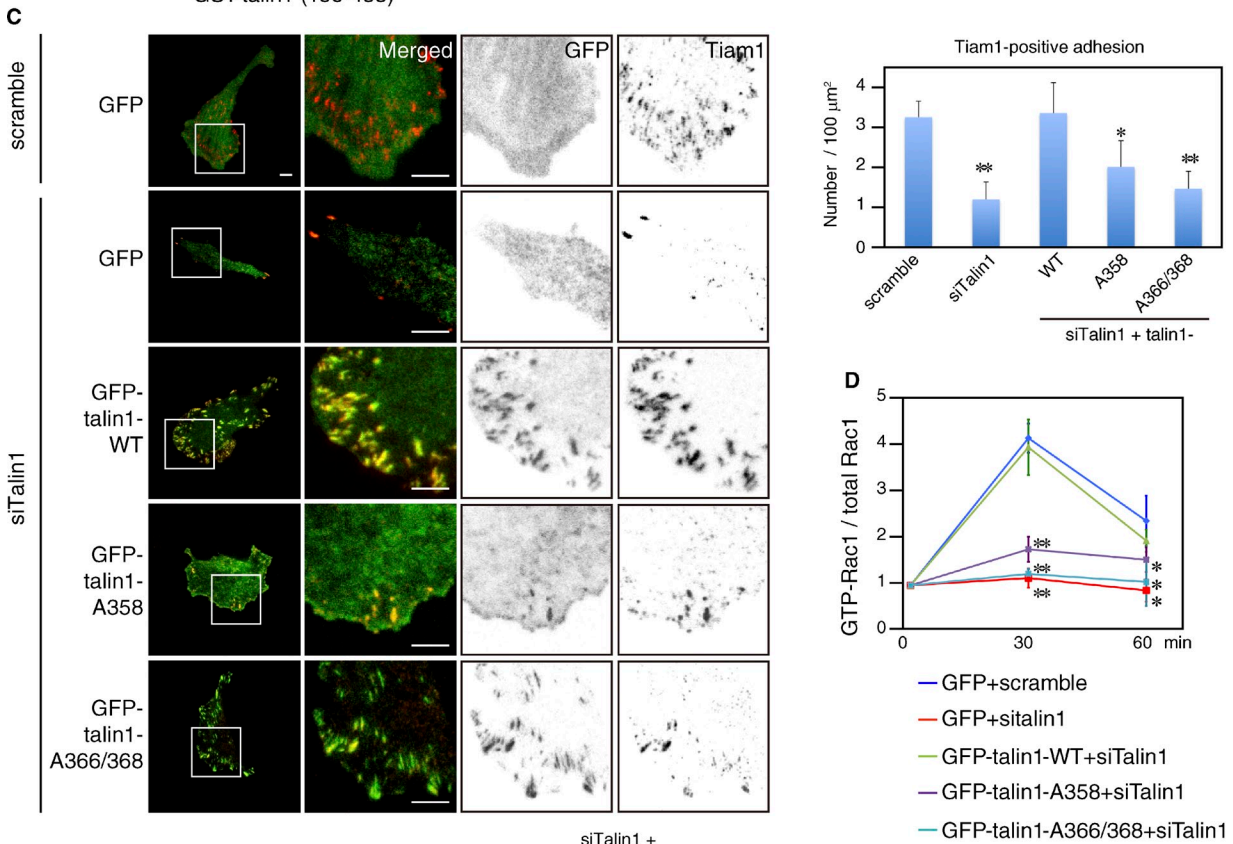 C
scramble
GFP
Merged
GFP
Tiam1
siTalin1
GFP
GFP-
talin1-
WT
GFP-
talin1-
A358
GFP-
talin1-
A366/368
siTalin1 +
Tiam1-positive adhesion
Number / 100 μm²
4
3
2
1
0
*
**
**
scramble
siTalin1
WT
A358
A366/368
siTalin1 + talin1-
D
GTP-Rac1 / total Rac1
5
4
3
2
1
0
**
**
**
*
*
*
0
30
60
min
GFP+scramble
GFP+sitalin1
GFP-talin1-WT+siTalin1
GFP-talin1-A358+siTalin1
GFP-talin1-A366/368+siTalin1